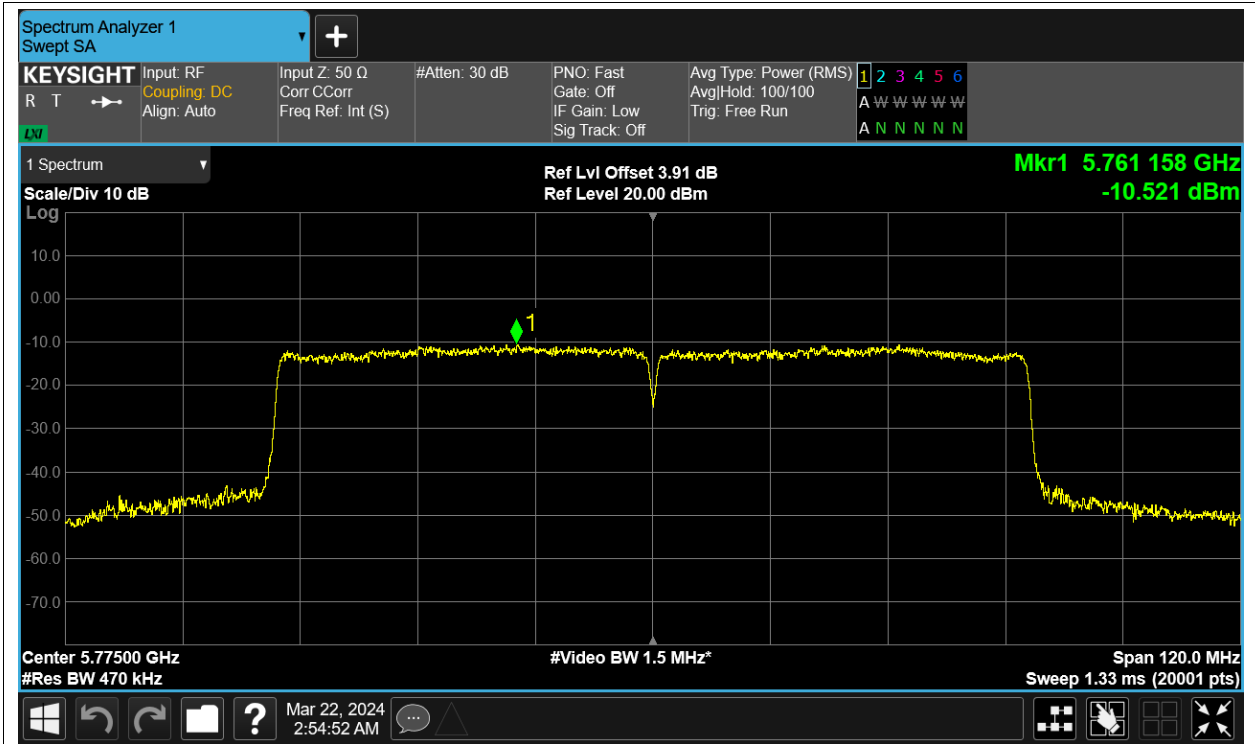 Spectrum Analyzer 1
Swept SA
KEYSIGHT
R T
LXI
Input: RF
Coupling: DC
Align: Auto
Input Z: 50 Ω
Corr CCorr
Freq Ref: Int (S)
#Atten: 30 dB
PNO: Fast
Gate: Off
IF Gain: Low
Sig Track: Off
Avg Type: Power (RMS)
Avg|Hold: 100/100
Trig: Free Run
1 2 3 4 5 6
A W W W W W
A N N N N N
1 Spectrum
Scale/Div 10 dB
Log
Ref Lvl Offset 3.91 dB
Ref Level 20.00 dBm
Mkr1 5.761 158 GHz
-10.521 dBm
10.0
0.00
-10.0
-20.0
-30.0
-40.0
-50.0
-60.0
-70.0
1
Center 5.77500 GHz
#Res BW 470 kHz
#Video BW 1.5 MHz*
Span 120.0 MHz
Sweep 1.33 ms (20001 pts)
?
Mar 22, 2024
2:54:52 AM